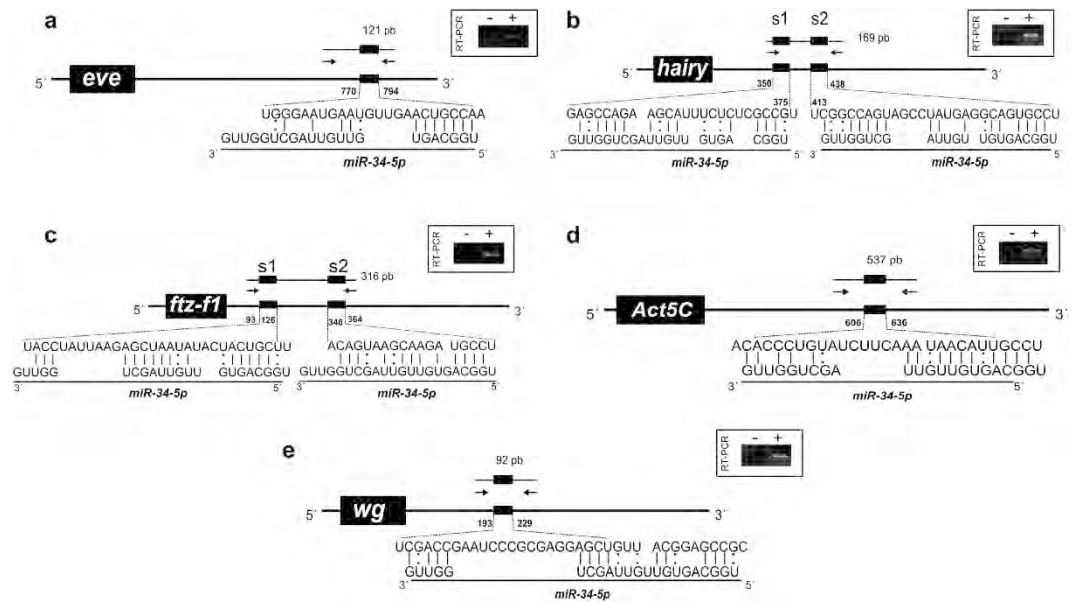 a
121 pb
RT-PCR
- +
5´ eve 3´
770 794
UGGGAAUGAAUGUUGAACUGCCAA
GUUGGUCGAUUGUUG UGACGGU
3´ 5´
miR-34-5p
b
s1 s2
169 pb
RT-PCR
- +
5´ hairy 3´
350 438
375 413
GAGCCAGA AGCAUUUCUCUCGCCGU
GUUGGUCGAUUGUU GUGA CGGU
3´ 5´
miR-34-5p
UCGGCCAGUAGCCUAUGAGGCAGUGCCU
GUUGGUCG AUUGU UGUGACGGU
3´ 5´
miR-34-5p
c
s1 s2
316 pb
RT-PCR
- +
5´ ftz-f1 3´
93 126 346 364
UACCUAUUAAGAGCUAAUAUACUACUGCUU
GUUGG UCGAUUGUU GUGACGGU
3´ 5´
miR-34-5p
ACAGUAAGCAAGA UGCCU
GUUGGUCGAUUGUUGUGACGGU
3´ 5´
miR-34-5p
d
537 pb
RT-PCR
- +
5´ Act5C 3´
606 636
ACACCCUGUAUCUUCAAA UAACAUUGCCU
GUUGGUCGA UUGUUGUGACGGU
3´ 5´
miR-34-5p
e
92 pb
RT-PCR
- +
5´ wg 3´
193 229
UCGACCGAAUCCCGCGAGGAGCUGUU ACGGAGCCGC
GUUGG UCGAUUGUUGUGACGGU
3´ 5´
miR-34-5p